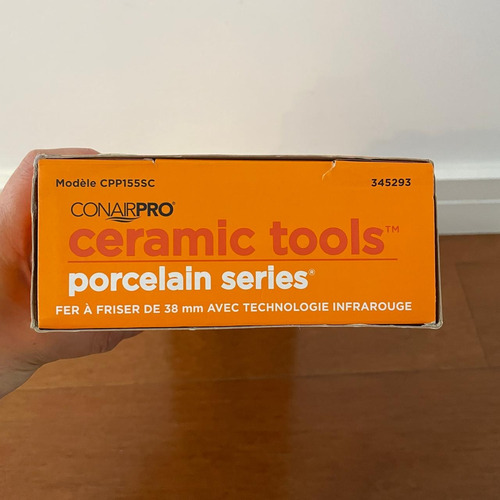 Modèle CPP155SC 345293
CONAIRPRO®
ceramic tools™
porcelain series®
FER À FRISER DE 38 mm AVEC TECHNOLOGIE INFRAROUGE